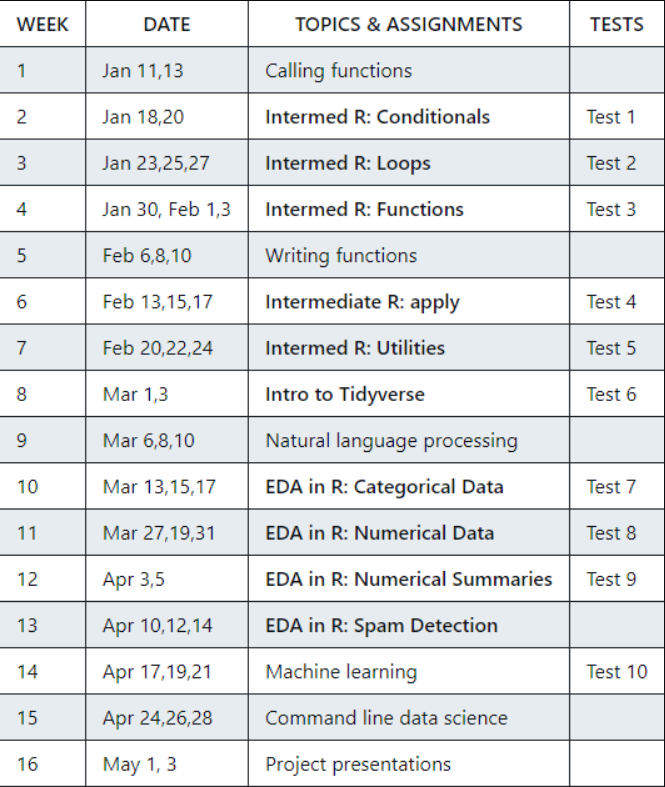 WEEK DATE TOPICS & ASSIGNMENTS TESTS
1 Jan 11,13 Calling functions
2 Jan 18,20 Intermed R: Conditionals Test 1
3 Jan 23,25,27 Intermed R: Loops Test 2
4 Jan 30, Feb 1,3 Intermed R: Functions Test 3
5 Feb 6,8,10 Writing functions
6 Feb 13,15,17 Intermediate R: apply Test 4
7 Feb 20,22,24 Intermed R: Utilities Test 5
8 Mar 1,3 Intro to Tidyverse Test 6
9 Mar 6,8,10 Natural language processing
10 Mar 13,15,17 EDA in R: Categorical Data Test 7
11 Mar 27,19,31 EDA in R: Numerical Data Test 8
12 Apr 3,5 EDA in R: Numerical Summaries Test 9
13 Apr 10,12,14 EDA in R: Spam Detection
14 Apr 17,19,21 Machine learning Test 10
15 Apr 24,26,28 Command line data science
16 May 1, 3 Project presentations